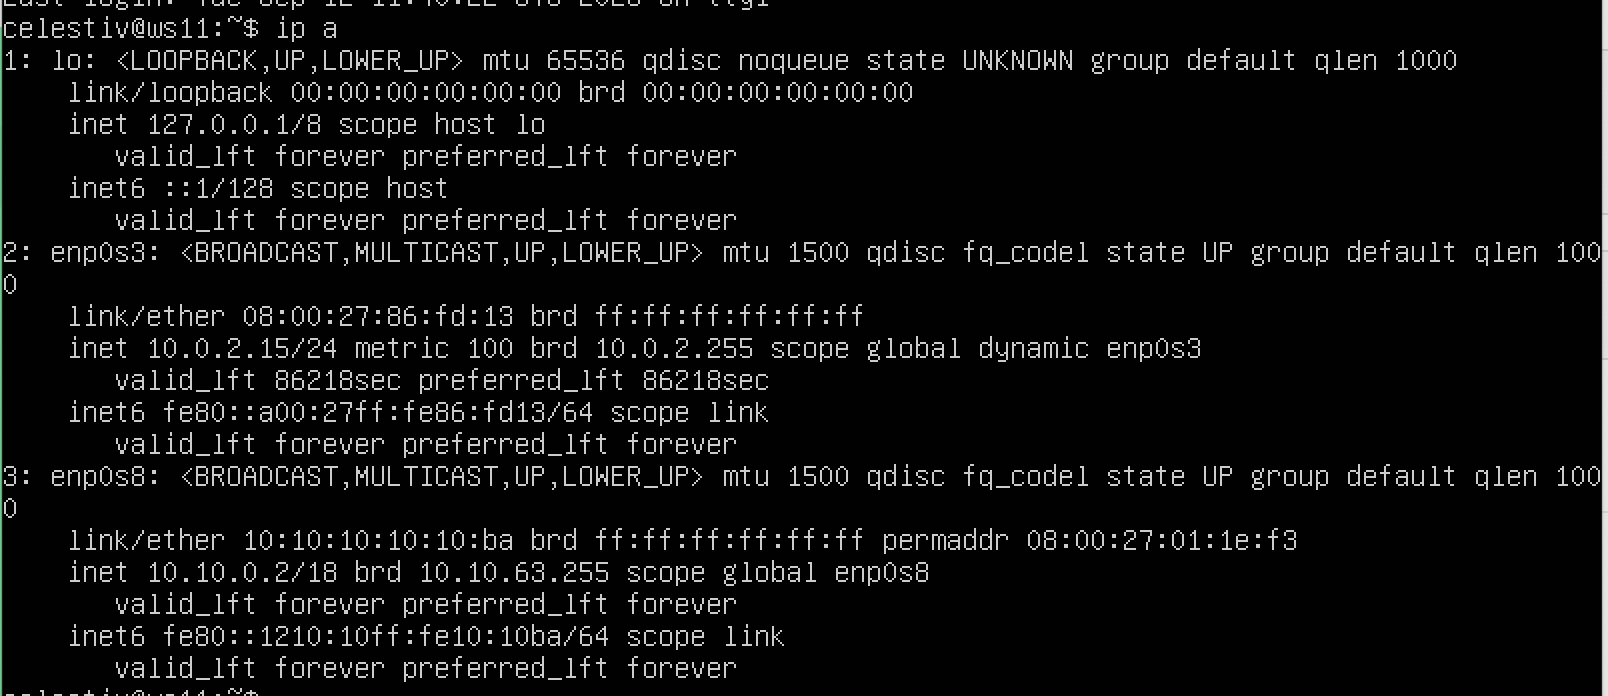 celestiv@ws11:~$ ip a
1: lo: <LOOPBACK,UP,LOWER_UP> mtu 65536 qdisc noqueue state UNKNOWN group default qlen 1000
    link/loopback 00:00:00:00:00:00 brd 00:00:00:00:00:00
    inet 127.0.0.1/8 scope host lo
       valid_lft forever preferred_lft forever
    inet6 ::1/128 scope host
       valid_lft forever preferred_lft forever
2: enp0s3: <BROADCAST,MULTICAST,UP,LOWER_UP> mtu 1500 qdisc fq_codel state UP group default qlen 100
0
    link/ether 08:00:27:86:fd:13 brd ff:ff:ff:ff:ff:ff
    inet 10.0.2.15/24 metric 100 brd 10.0.2.255 scope global dynamic enp0s3
       valid_lft 86218sec preferred_lft 86218sec
    inet6 fe80::a00:27ff:fe86:fd13/64 scope link
       valid_lft forever preferred_lft forever
3: enp0s8: <BROADCAST,MULTICAST,UP,LOWER_UP> mtu 1500 qdisc fq_codel state UP group default qlen 100
0
    link/ether 10:10:10:10:10:ba brd ff:ff:ff:ff:ff:ff permaddr 08:00:27:01:1e:f3
    inet 10.10.0.2/18 brd 10.10.63.255 scope global enp0s8
       valid_lft forever preferred_lft forever
    inet6 fe80::1210:10ff:fe10:10ba/64 scope link
       valid_lft forever preferred_lft forever
celestiv@ws11:~$